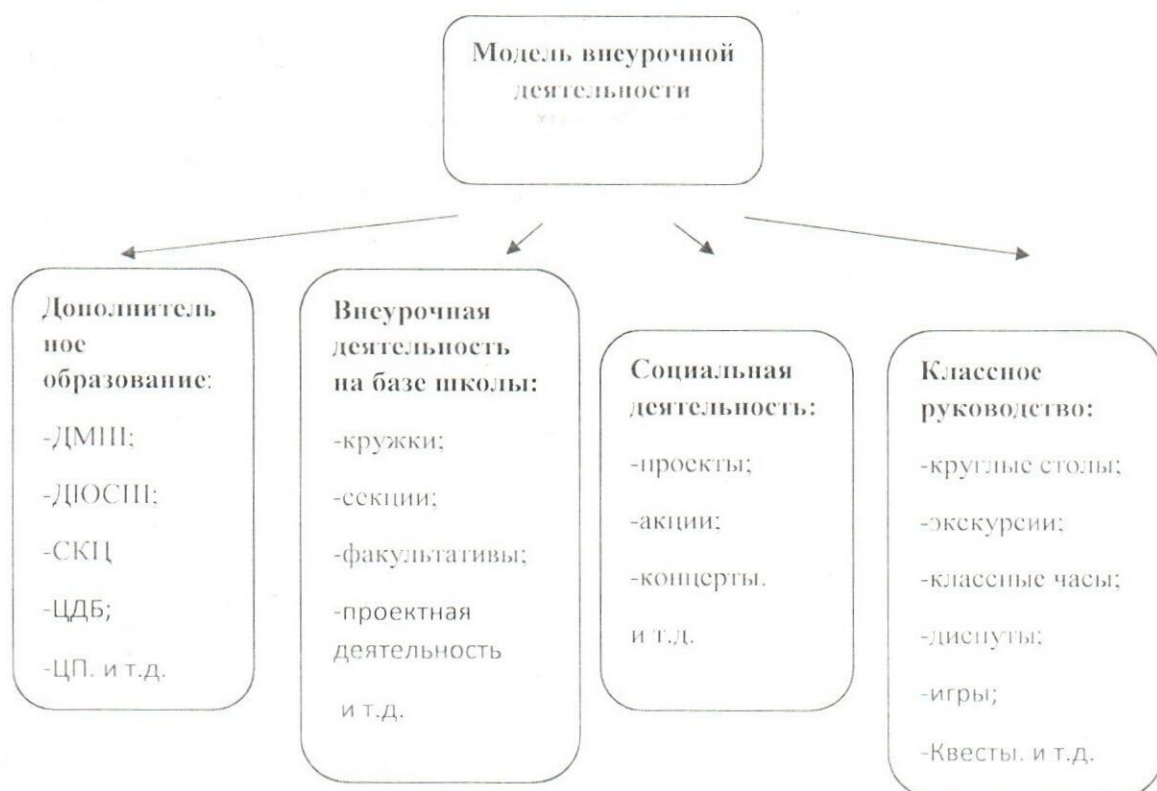 Модель внеурочной
деятельности
Дополнитель
ное
образование:
-ДМШ;
-ДЮСШ;
-СКЦ
-ЦДБ;
-ЦП. и т.д.
Внеурочная
деятельность
на базе школы:
-кружки;
-секции;
-факультативы;
-проектная
деятельность
и т.д.
Социальная
деятельность:
-проекты;
-акции;
-концерты.
и т.д.
Классное
руководство:
-круглые столы;
-экскурсии;
-классные часы;
-диспуты;
-игры;
-Квесты. и т.д.